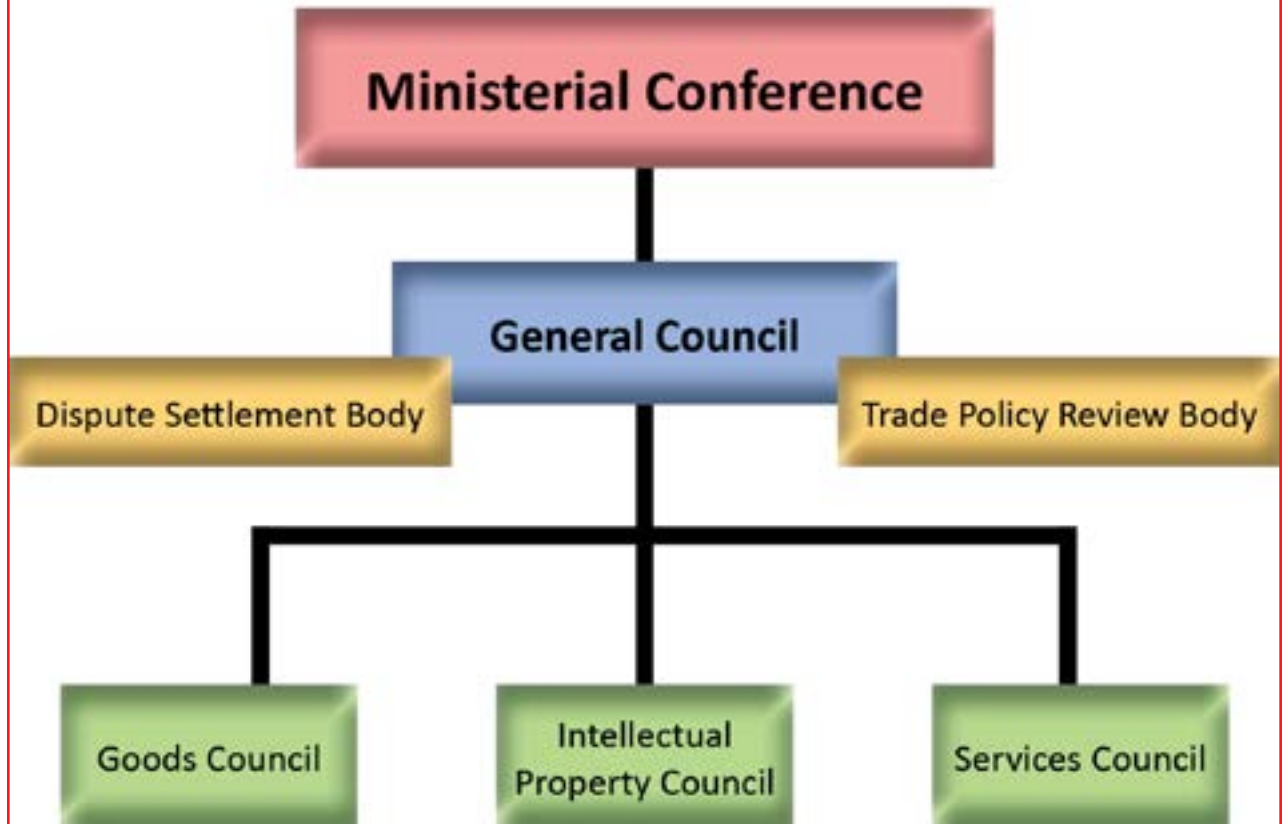 Ministerial Conference
General Council
Dispute Settlement Body
Trade Policy Review Body
Goods Council
Intellectual
Property Council
Services Council